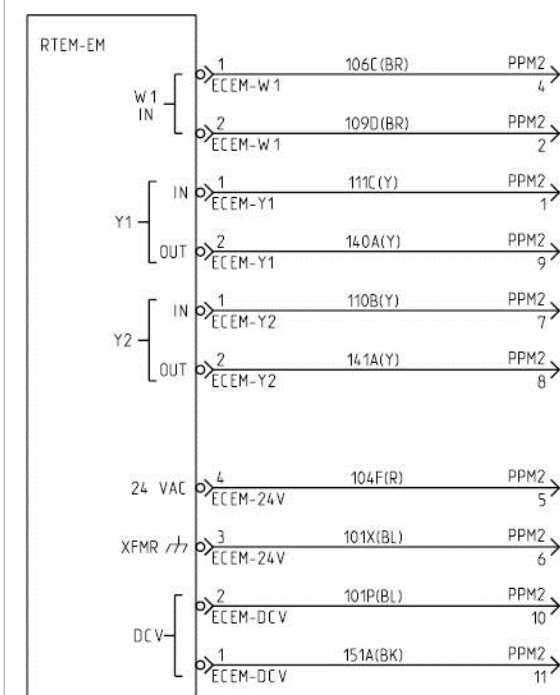 RTEM-EM
1 106C(BR) PPM2
W1 IN ECEM-W1 4
2 109D(BR) PPM2
ECEM-W1 2
IN 1 111C(Y) PPM2
ECEM-Y1 1
Y1
OUT 2 140A(Y) PPM2
ECEM-Y1 9
IN 1 110B(Y) PPM2
ECEM-Y2 7
Y2
OUT 2 141A(Y) PPM2
ECEM-Y2 8
24 VAC 4 104F(R) PPM2
ECEM-24V 5
XFMR 3 101X(BL) PPM2
ECEM-24V 6
2 101P(BL) PPM2
ECEM-DCV 10
DCV
1 151A(BK) PPM2
ECEM-DCV 11